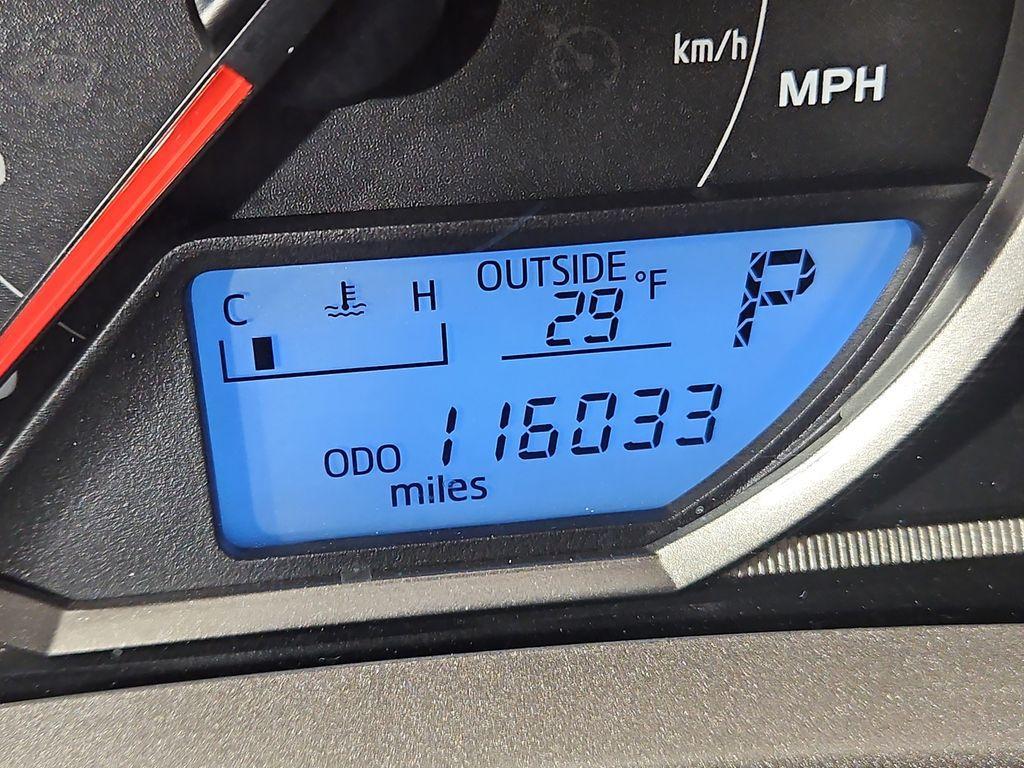 km/h
MPH
C H
OUTSIDE
29 °F
P
ODO 116033
miles